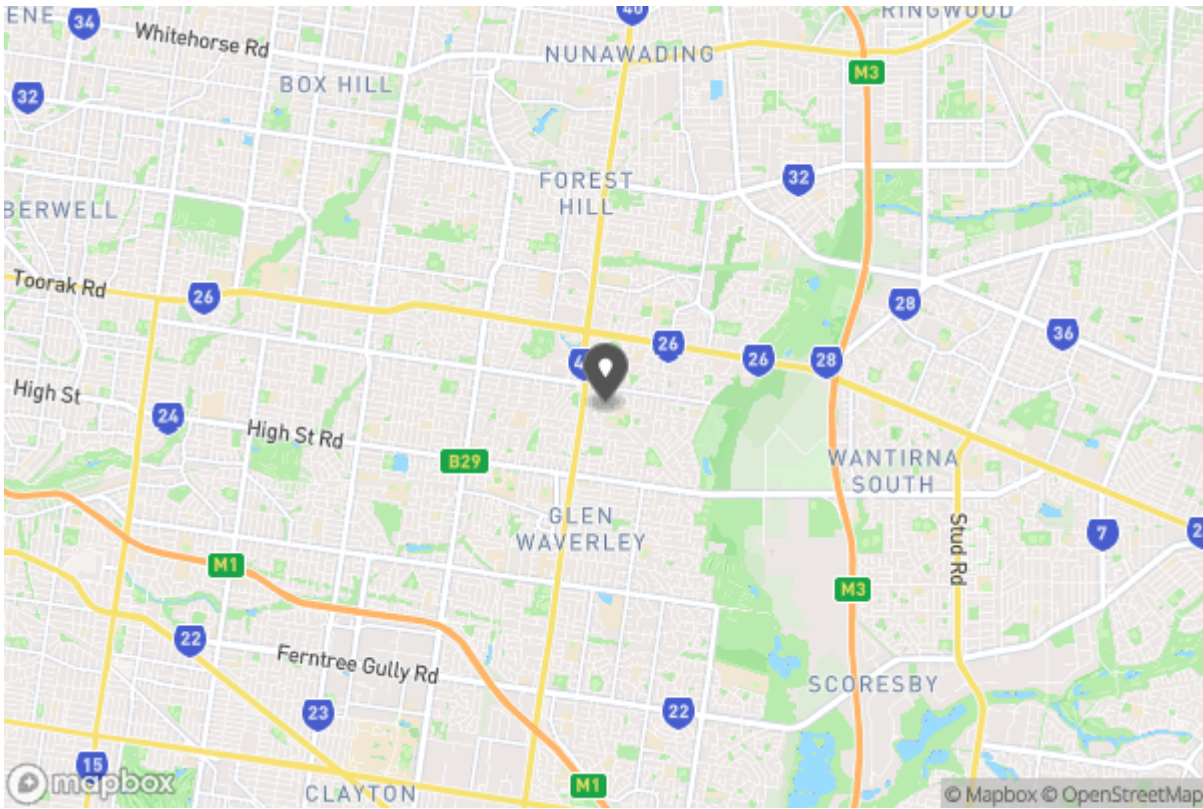 ENE
34
Whitehorse Rd
40
RINGWOOD
NUNAWADING
M3
BOX HILL
32
FOREST
HILL
32
BERWELL
Toorak Rd
26
28
36
26
26
28
High St
24
High St Rd
B29
WANTIRNA
SOUTH
GLEN
WAVERLEY
7
2
Stud Rd
M1
M3
22
Ferntree Gully Rd
SCORESBY
23
22
15
M1
mapbox
CLAYTON
© Mapbox © OpenStreetMap